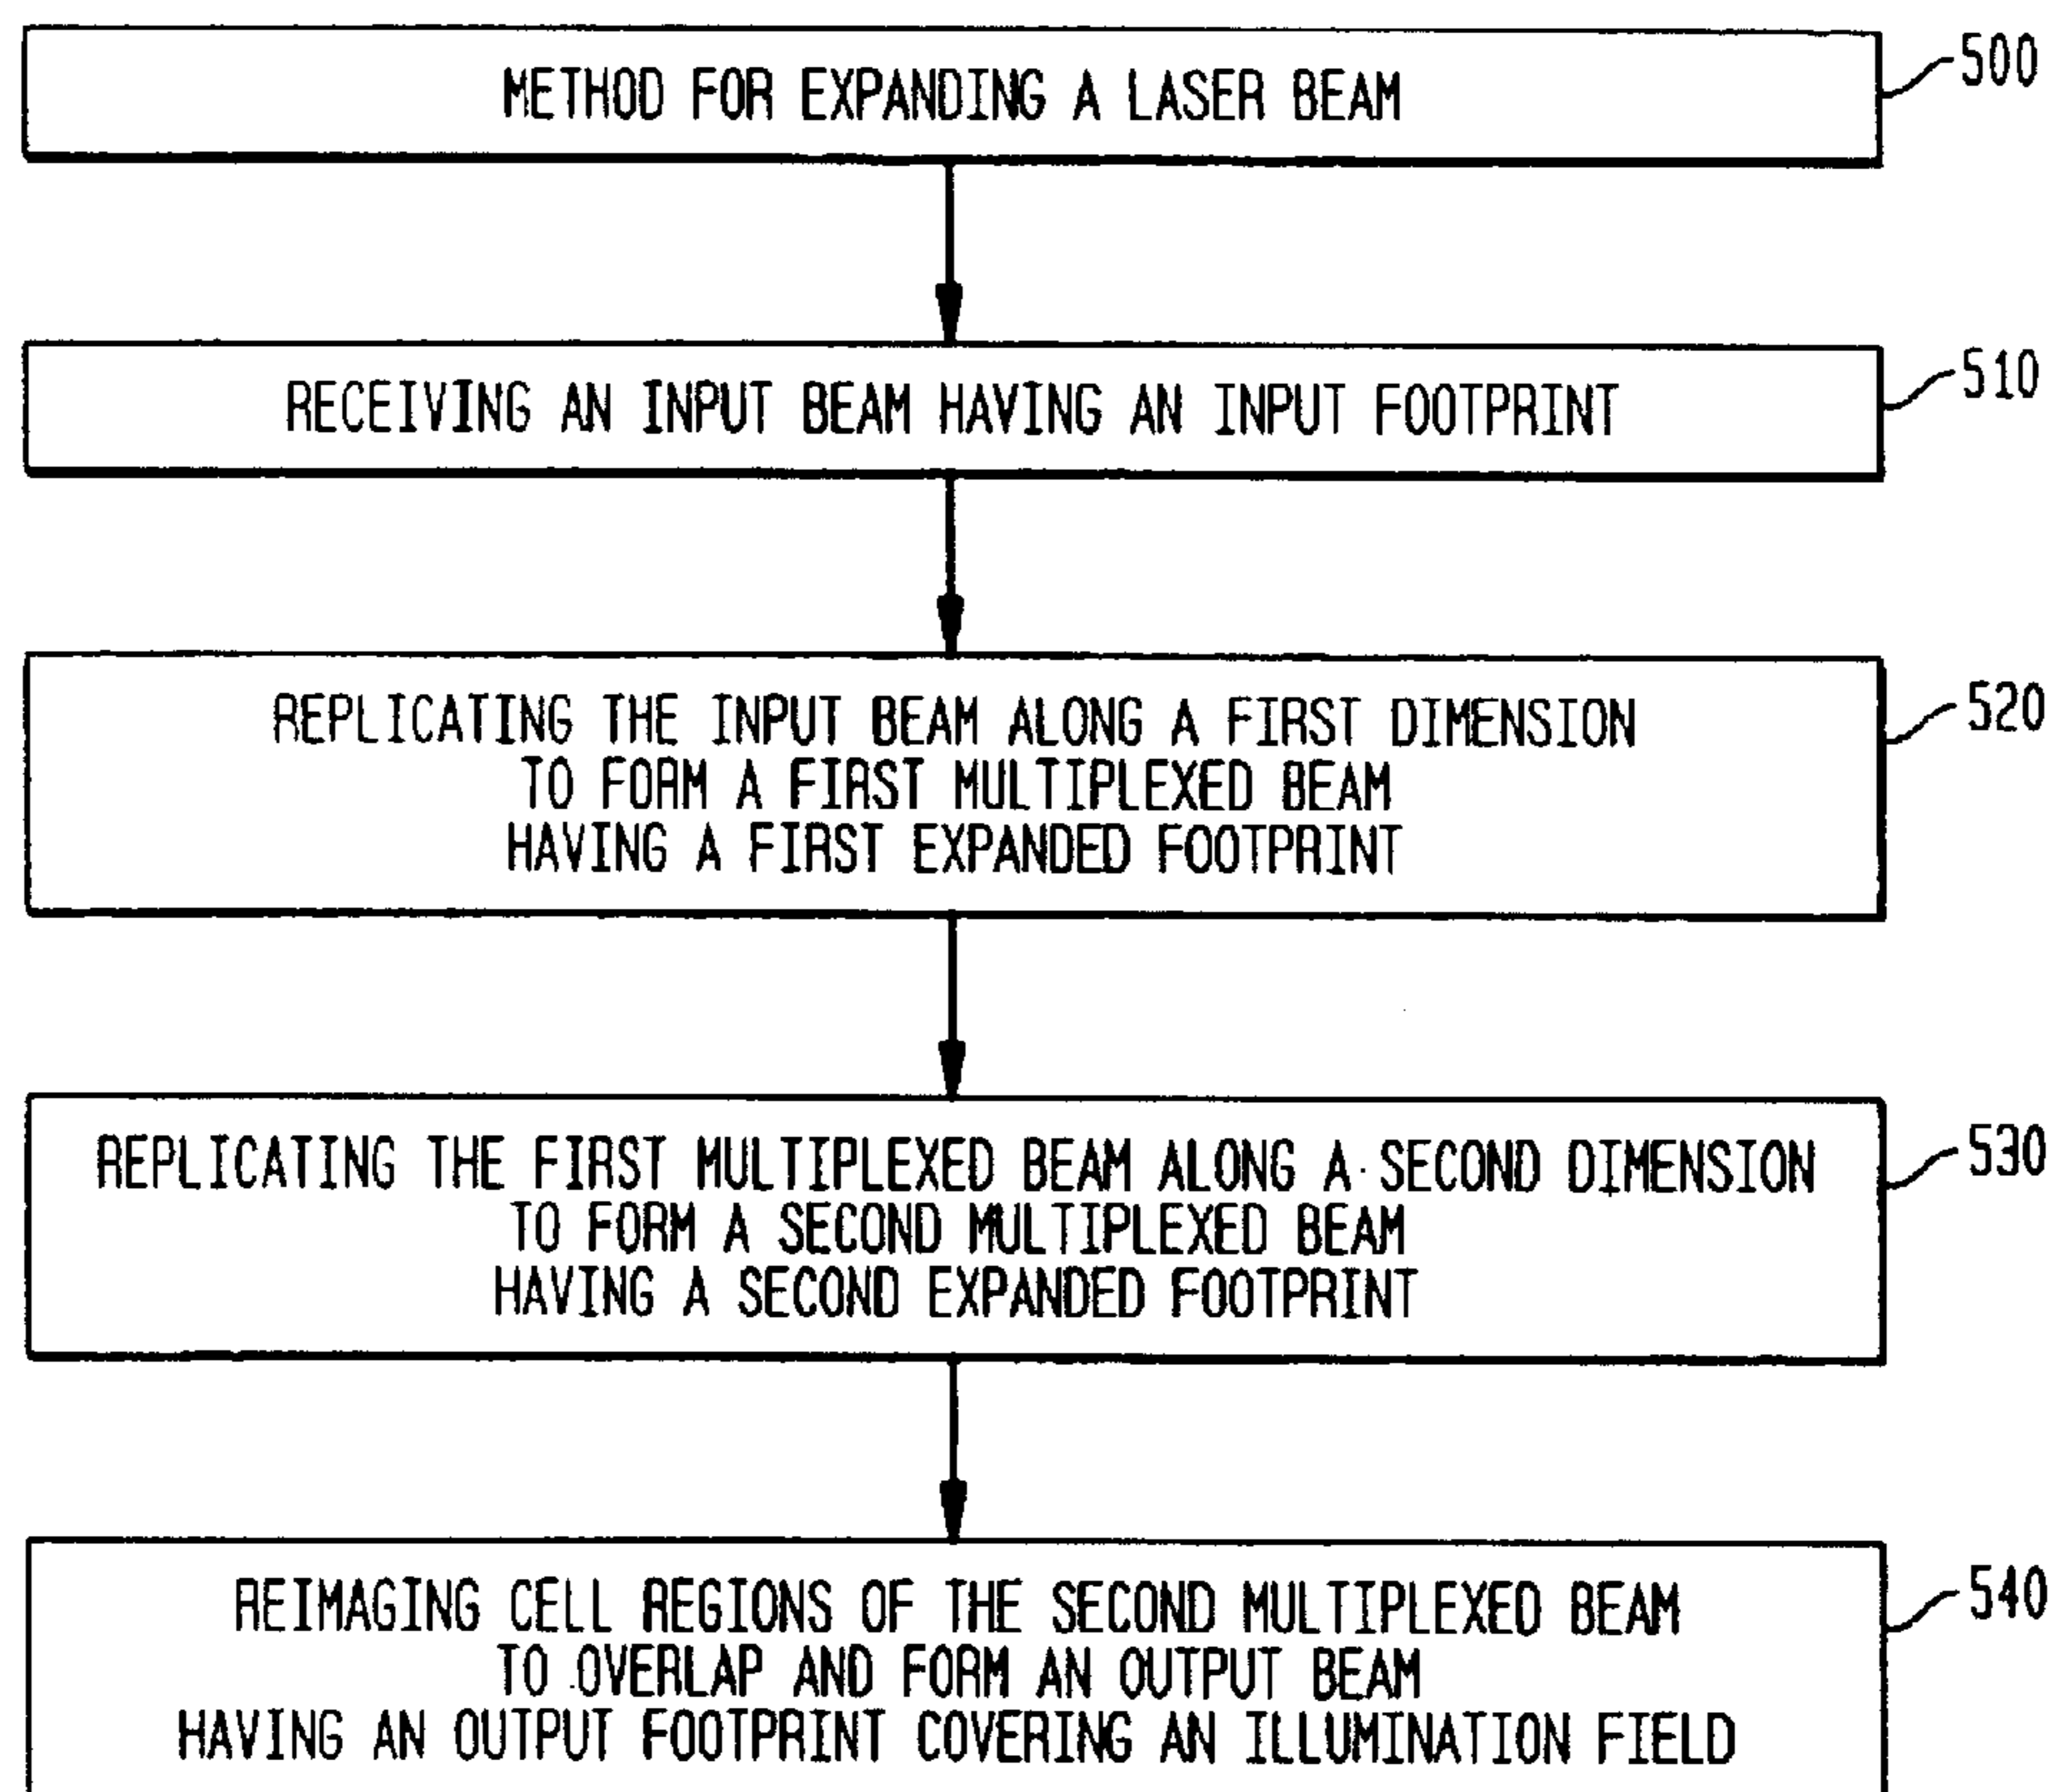 METHOD FOR EXPANDING A LASER BEAM
500
RECEIVING AN INPUT BEAM HAVING AN INPUT FOOTPRINT
510
REPLICATING THE INPUT BEAM ALONG A FIRST DIMENSION
TO FORM A FIRST MULTIPLEXED BEAM
HAVING A FIRST EXPANDED FOOTPRINT
520
REPLICATING THE FIRST MULTIPLEXED BEAM ALONG A SECOND DIMENSION
TO FORM A SECOND MULTIPLEXED BEAM
HAVING A SECOND EXPANDED FOOTPRINT
530
REIMAGING CELL REGIONS OF THE SECOND MULTIPLEXED BEAM
TO OVERLAP AND FORM AN OUTPUT BEAM
HAVING AN OUTPUT FOOTPRINT COVERING AN ILLUMINATION FIELD
540